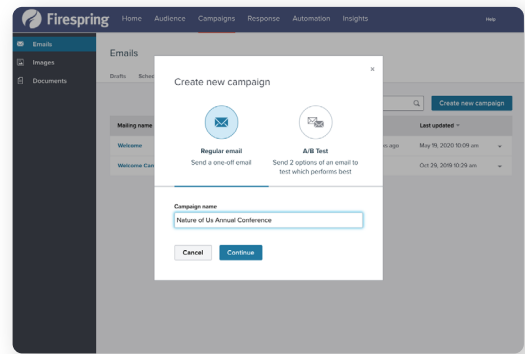 Firespring
Home Audience Campaigns Response Automation Insights
Help
Emails
Images
Documents
Emails
Drafts
Create new campaign
Mailing name
Last updated
Welcome
ago
May 19, 2020 10:09 am
Welcome
Oct 29, 2019 10:29 am
×
Create new campaign
Regular email
Send a one-off email
A/B Test
Send 2 options of an email to
test which performs best
Campaign name
Nature of Us Annual Conference
Cancel
Continue